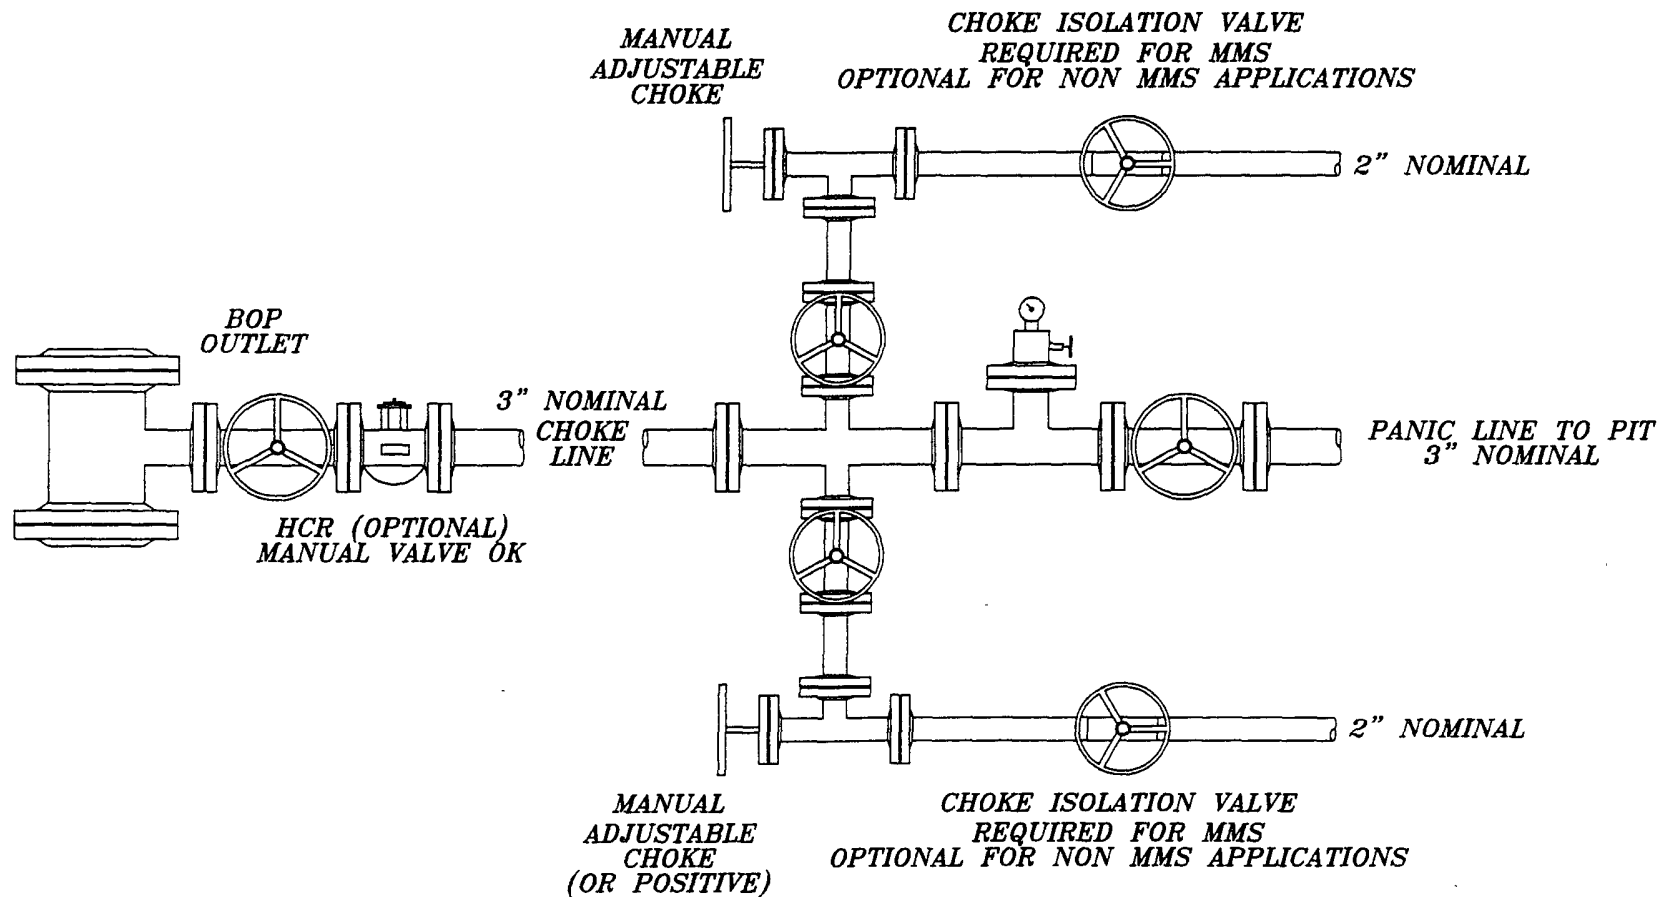 MANUAL
ADJUSTABLE
CHOKE
CHOKE ISOLATION VALVE
REQUIRED FOR MMS
OPTIONAL FOR NON MMS APPLICATIONS
2" NOMINAL
BOP
OUTLET
3" NOMINAL
CHOKE
LINE
PANIC LINE TO PIT
3" NOMINAL
HCR (OPTIONAL)
MANUAL VALVE OK
2" NOMINAL
MANUAL
ADJUSTABLE
CHOKE
(OR POSITIVE)
CHOKE ISOLATION VALVE
REQUIRED FOR MMS
OPTIONAL FOR NON MMS APPLICATIONS